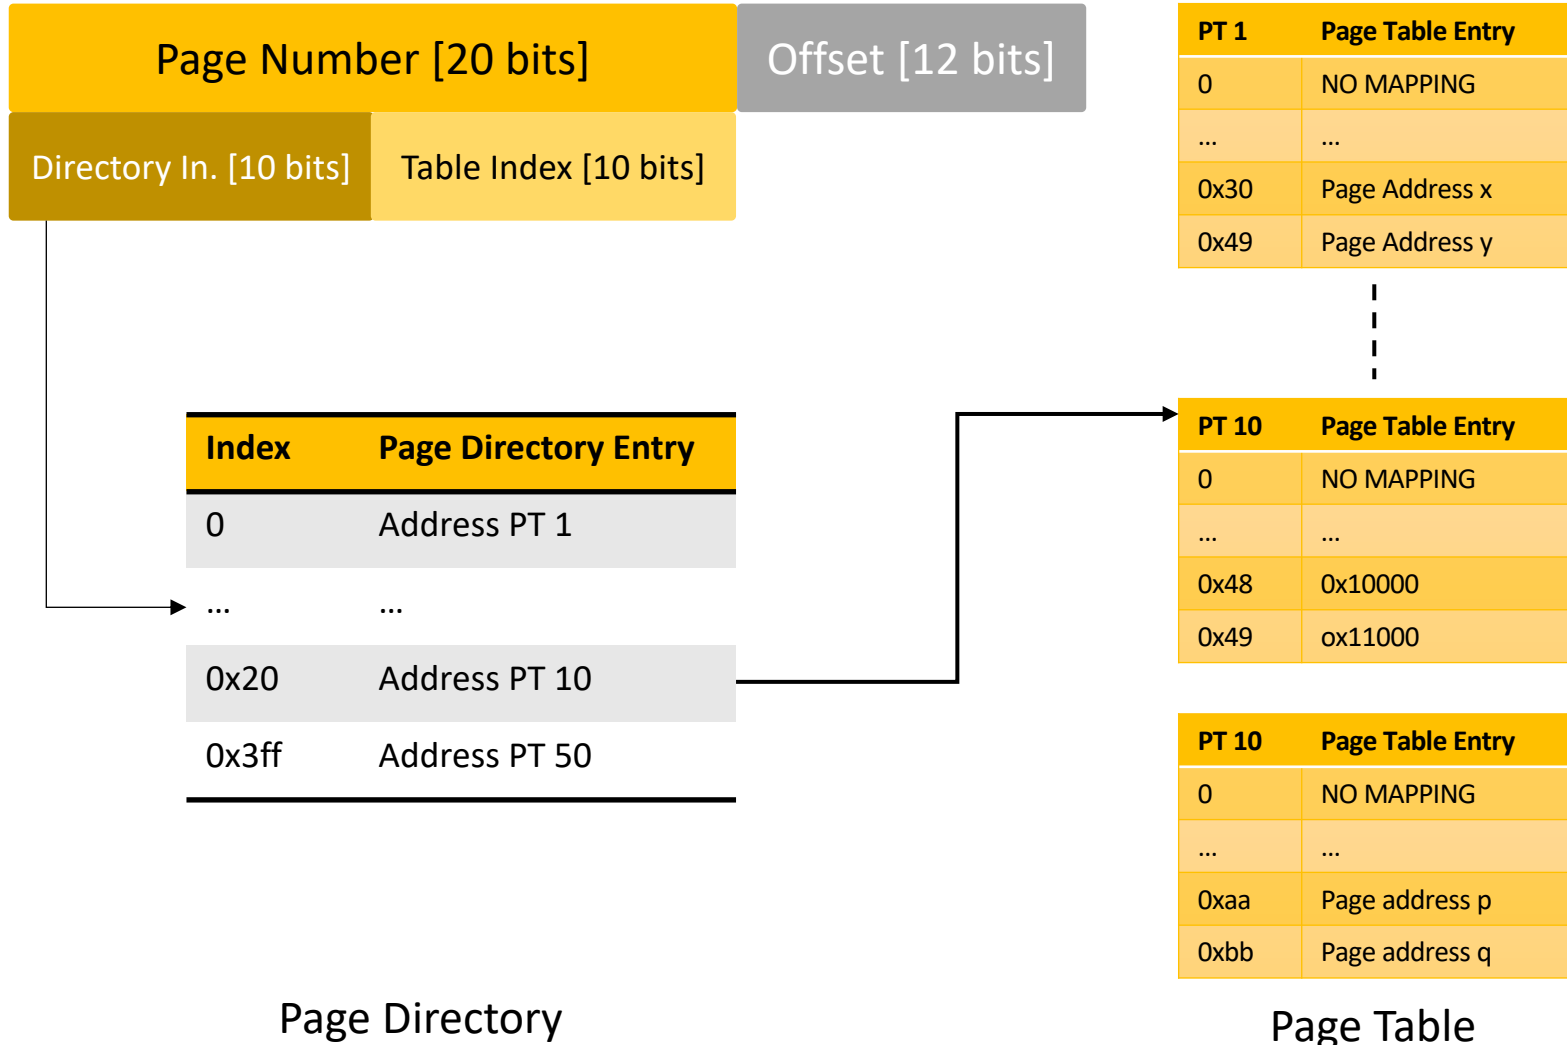 Page Number [20 bits] Offset [12 bits]
Directory In. [10 bits] Table Index [10 bits]
Index Page Directory Entry
0 Address PT 1
... ...
0x20 Address PT 10
0x3ff Address PT 50
Page Directory
PT 1 Page Table Entry
0 NO MAPPING
... ...
0x30 Page Address x
0x49 Page Address y
PT 10 Page Table Entry
0 NO MAPPING
... ...
0x48 0x10000
0x49 ox11000
PT 10 Page Table Entry
0 NO MAPPING
... ...
0xaa Page address p
0xbb Page address q
Page Table